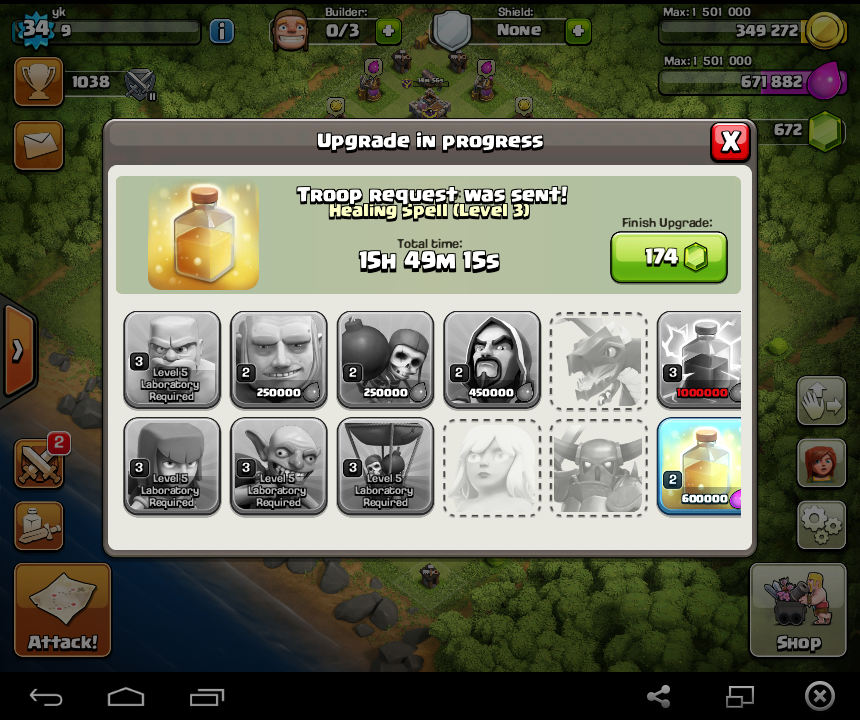 yk
34
9
Builder:
0/3
Shield:
None
Max: 1 501 000
349 272
Max: 1 501 000
671 882
1038
672
Upgrade in progress
X
Troop request was sent!
Healing Spell (Level 3)
Total time:
15H 49M 15S
Finish Upgrade:
174
3
Level 5
Laboratory
Required
2
250000
2
250000
2
450000
3
1000000
3
Level 5
Laboratory
Required
3
Level 5
Laboratory
Required
3
Level 5
Laboratory
Required
2
600000
2
Attack!
Shop